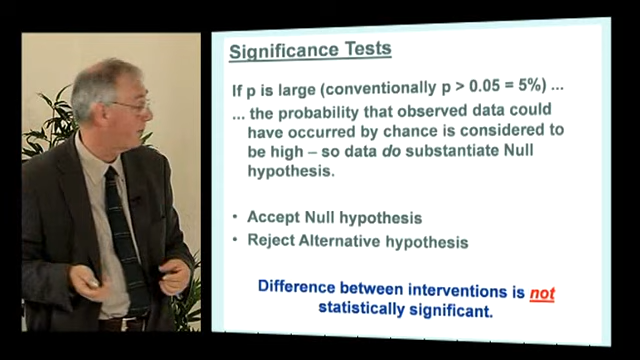 Significance Tests
If p is large (conventionally p > 0.05 = 5%) ...
... the probability that observed data could
have occurred by chance is considered to
be high – so data do substantiate Null
hypothesis.
• Accept Null hypothesis
• Reject Alternative hypothesis
Difference between interventions is not
statistically significant.